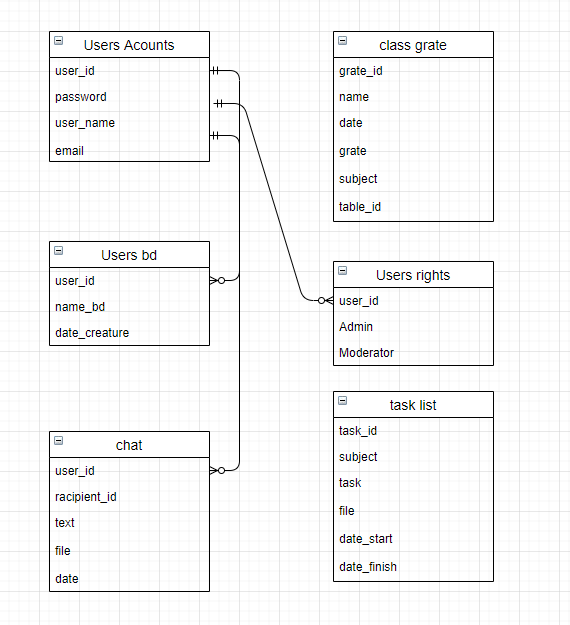 Users Acounts
user_id
password
user_name
email
class grate
grate_id
name
date
grate
subject
table_id
Users bd
user_id
name_bd
date_creature
Users rights
user_id
Admin
Moderator
chat
user_id
racipient_id
text
file
date
task list
task_id
subject
task
file
date_start
date_finish